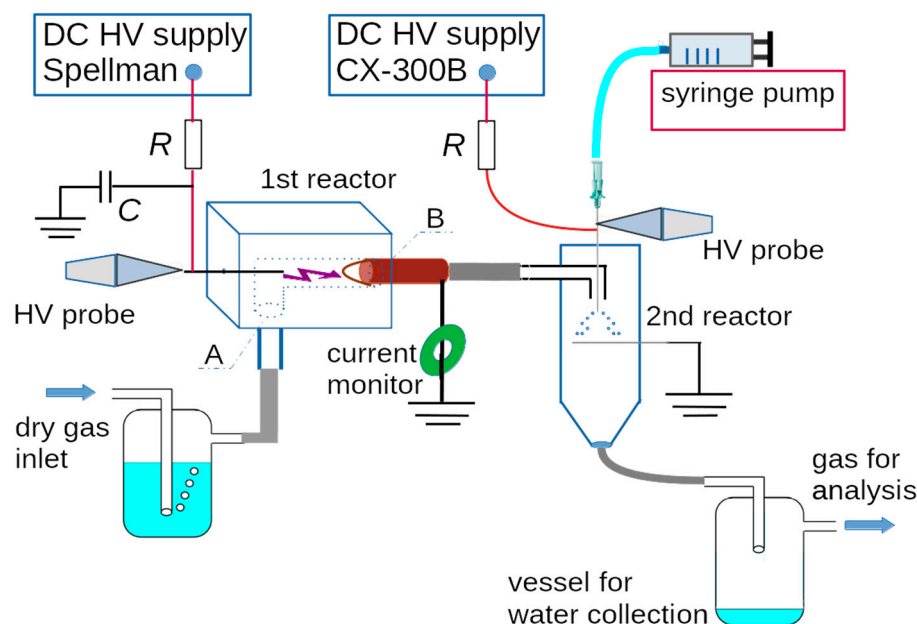 DC HV supply
Spellman
DC HV supply
CX-300B
syringe pump
R
R
C
1st reactor
B
HV probe
HV probe
A
2nd reactor
current
monitor
dry gas
inlet
gas for
analysis
vessel for
water collection